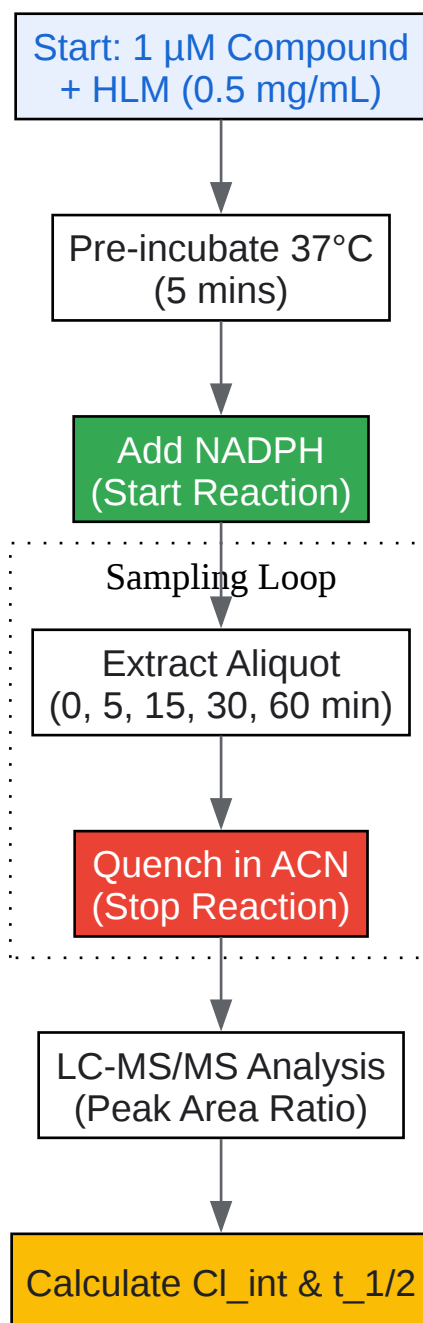 Start: 1 µM Compound
+ HLM (0.5 mg/mL)
Pre-incubate 37°C
(5 mins)
Add NADPH
(Start Reaction)
Sampling Loop
Extract Aliquot
(0, 5, 15, 30, 60 min)
Quench in ACN
(Stop Reaction)
LC-MS/MS Analysis
(Peak Area Ratio)
Calculate Cl_int & t_1/2